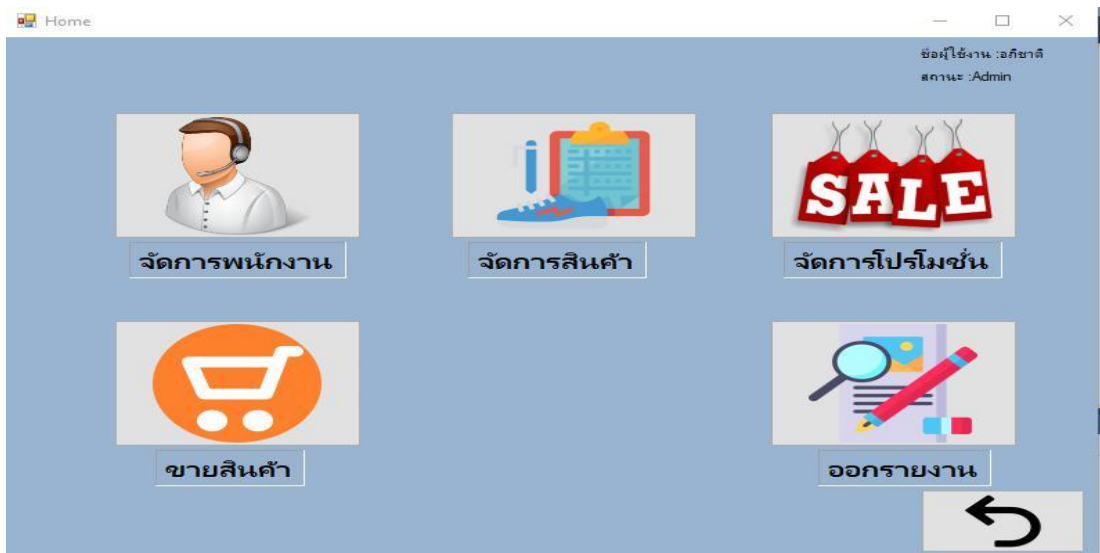 Home
ชื่อผู้ใช้งาน :อภิชาติ
สถานะ :Admin
SALE
จัดการพนักงาน
จัดการสินค้า
จัดการโปรโมชั่น
ขายสินค้า
ออกรายงาน